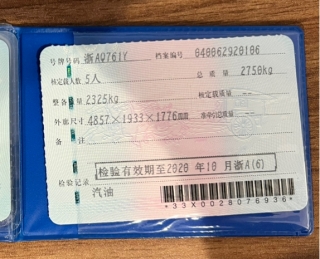 号牌号码 浙AQ761Y 档案编号 040062920106
核定载人数 5人 总质量 2750kg
整备质量 2325kg 核定载质量 --
外廓尺寸 4857×1933×1776mm 准牵引总质量 --
备注
检验有效期至2020 年10 月浙A(6)
检验记录
汽油
*33X0028076936*